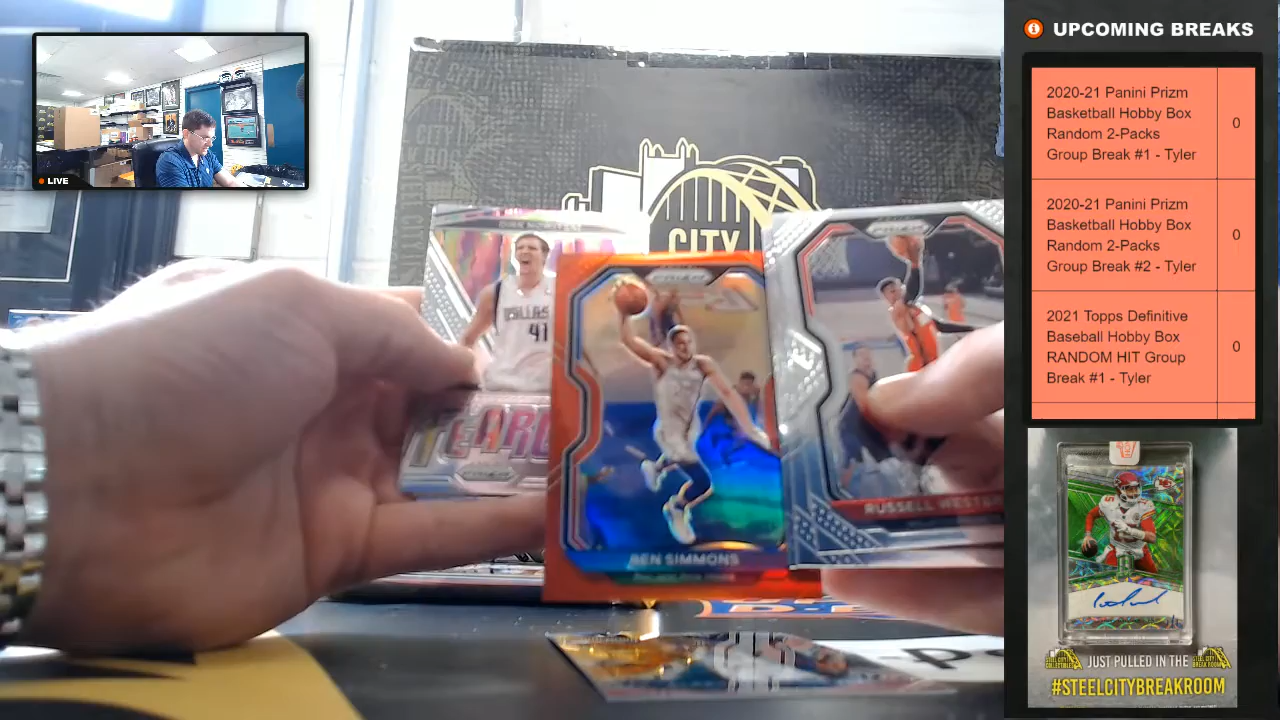 UPCOMING BREAKS
2020-21 Panini Prizm
Basketball Hobby Box
Random 2-Packs
Group Break #1 - Tyler
0
2020-21 Panini Prizm
Basketball Hobby Box
Random 2-Packs
Group Break #2 - Tyler
0
2021 Topps Definitive
Baseball Hobby Box
RANDOM HIT Group
Break #1 - Tyler
0
LIVE
CITY
DALLAS
41
BEN SIMMONS
RUSSELL
JUST PULLED IN THE
#STEELCITYBREAKROOM